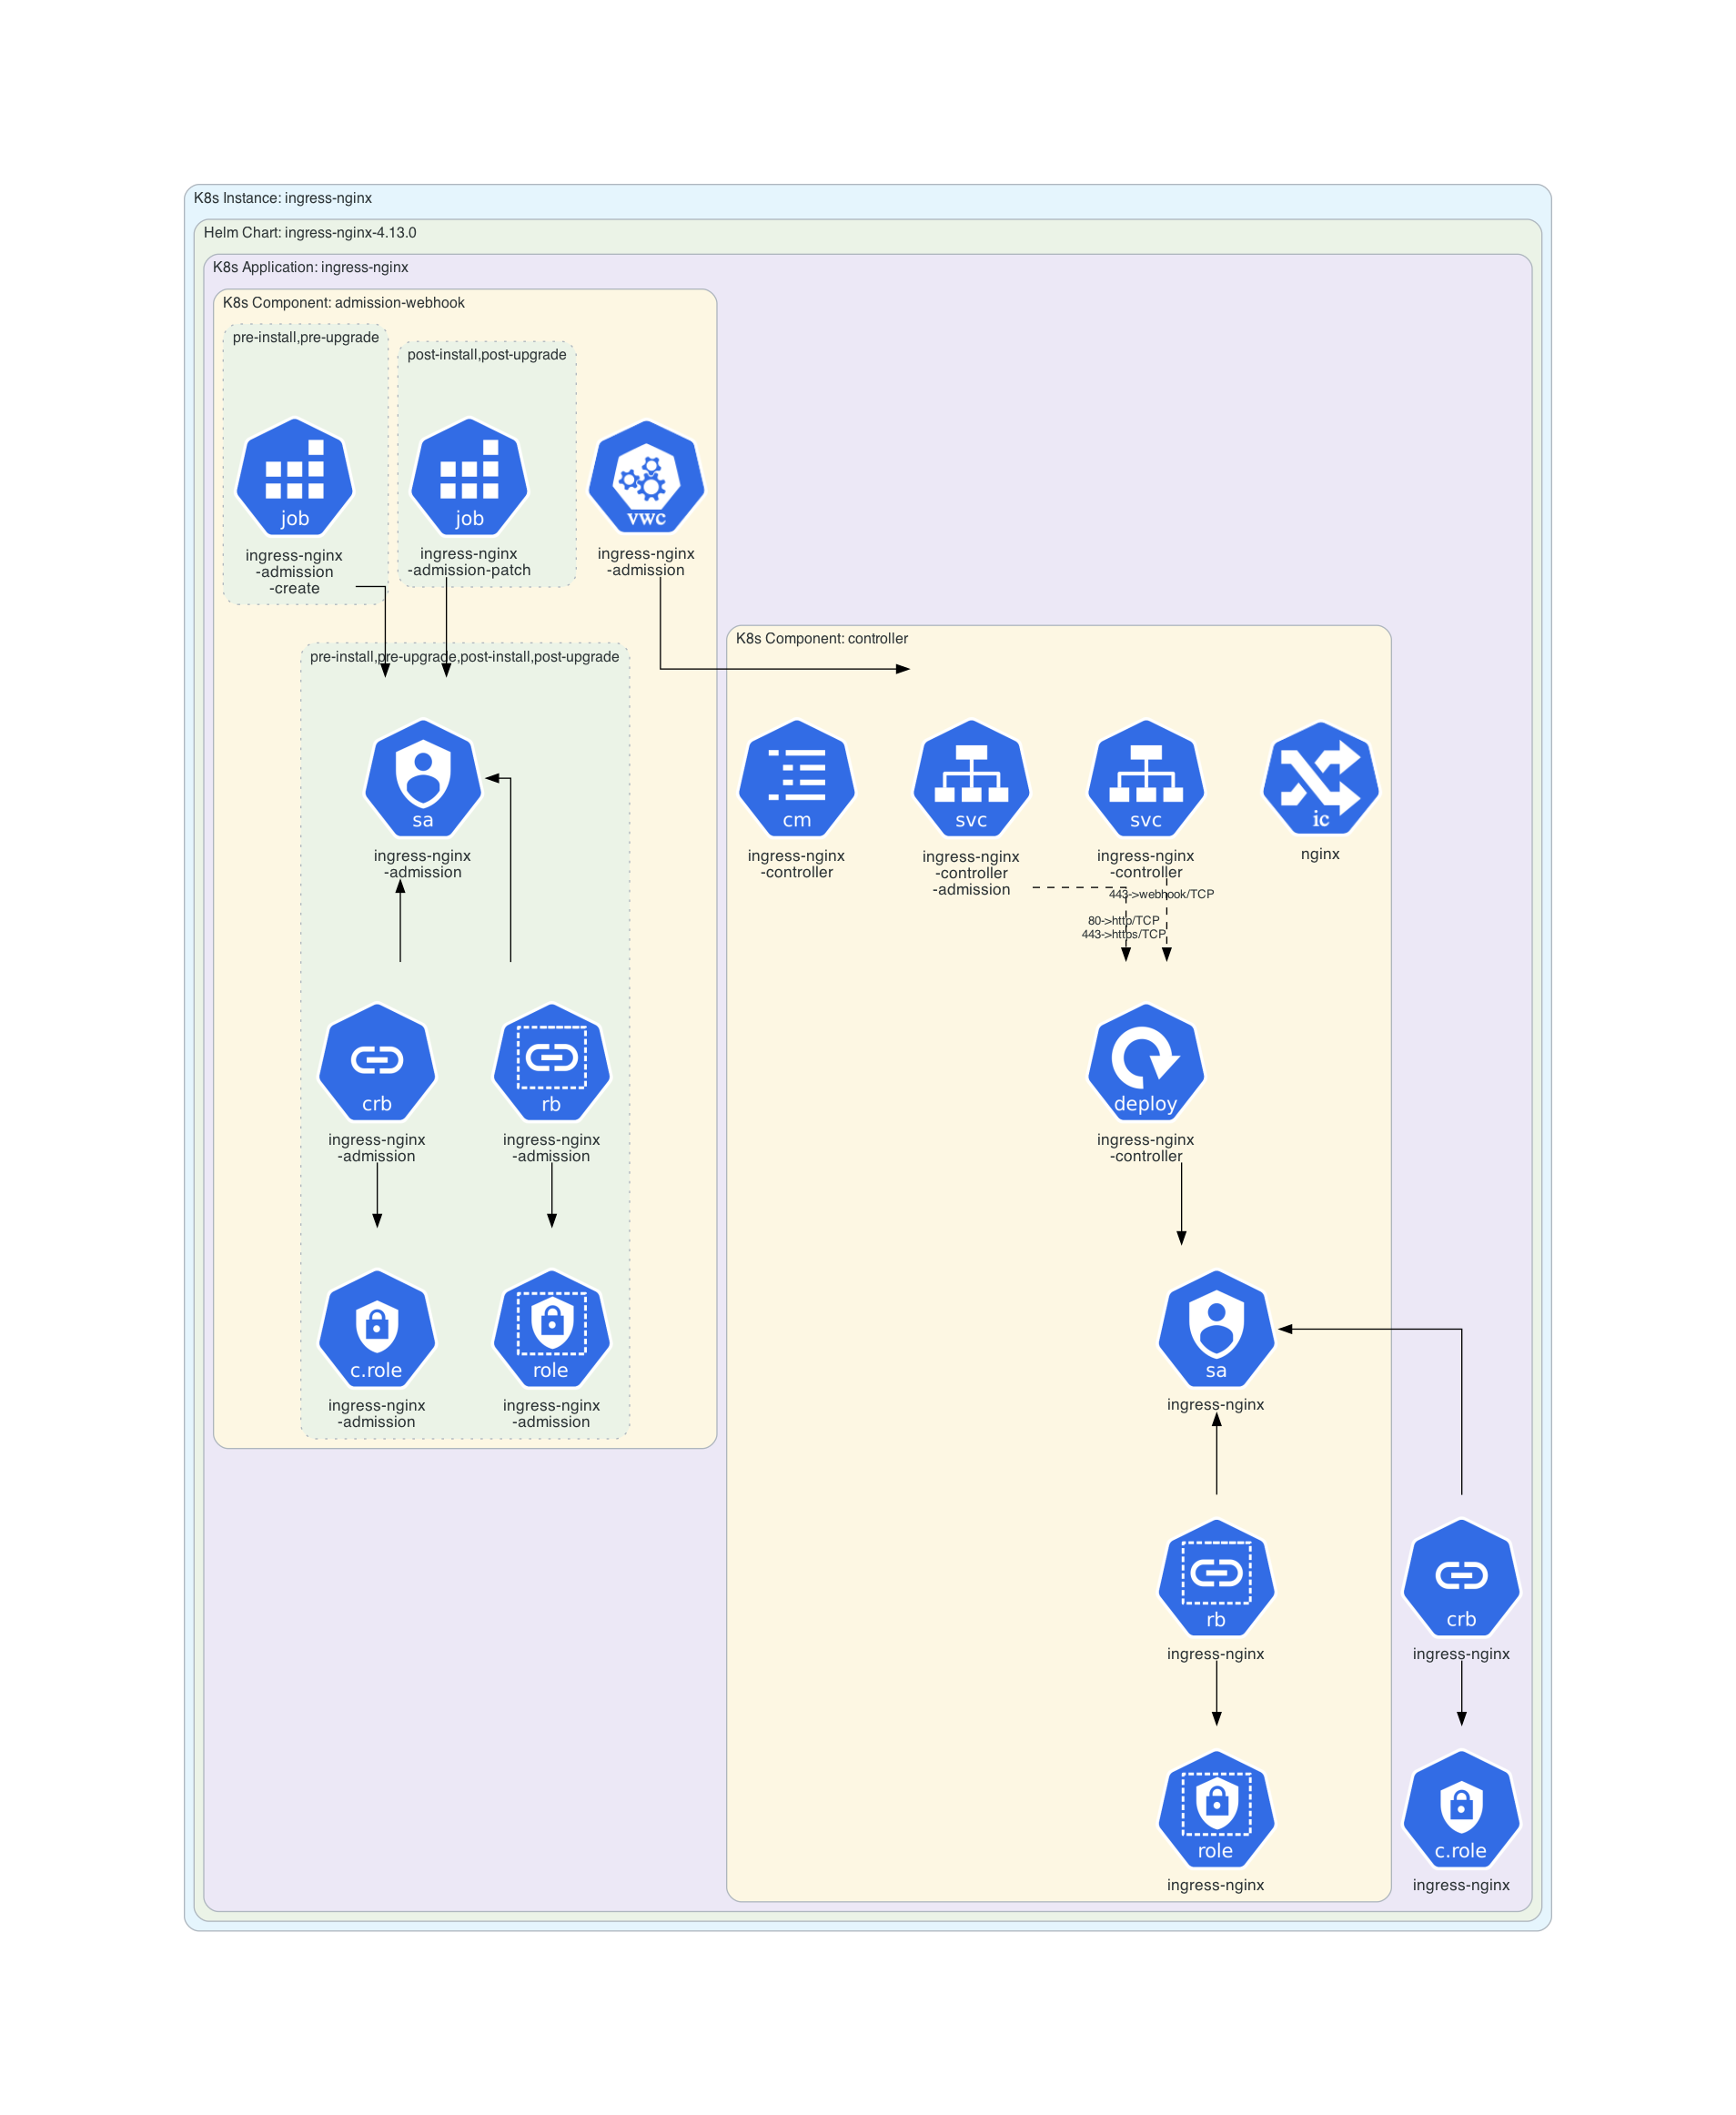 K8s Instance: ingress-nginx
Helm Chart: ingress-nginx-4.13.0
K8s Application: ingress-nginx
K8s Component: admission-webhook
pre-install,pre-upgrade
post-install,post-upgrade
job
ingress-nginx
-admission
-create
job
ingress-nginx
-admission-patch
vwc
ingress-nginx
-admission
pre-install,pre-upgrade,post-install,post-upgrade
sa
ingress-nginx
-admission
crb
ingress-nginx
-admission
rb
ingress-nginx
-admission
c.role
ingress-nginx
-admission
role
ingress-nginx
-admission
K8s Component: controller
cm
ingress-nginx
-controller
svc
ingress-nginx
-controller
-admission
svc
ingress-nginx
-controller
ic
nginx
443->webhook/TCP
80->http/TCP
443->https/TCP
deploy
ingress-nginx
-controller
sa
ingress-nginx
rb
ingress-nginx
crb
ingress-nginx
role
ingress-nginx
c.role
ingress-nginx